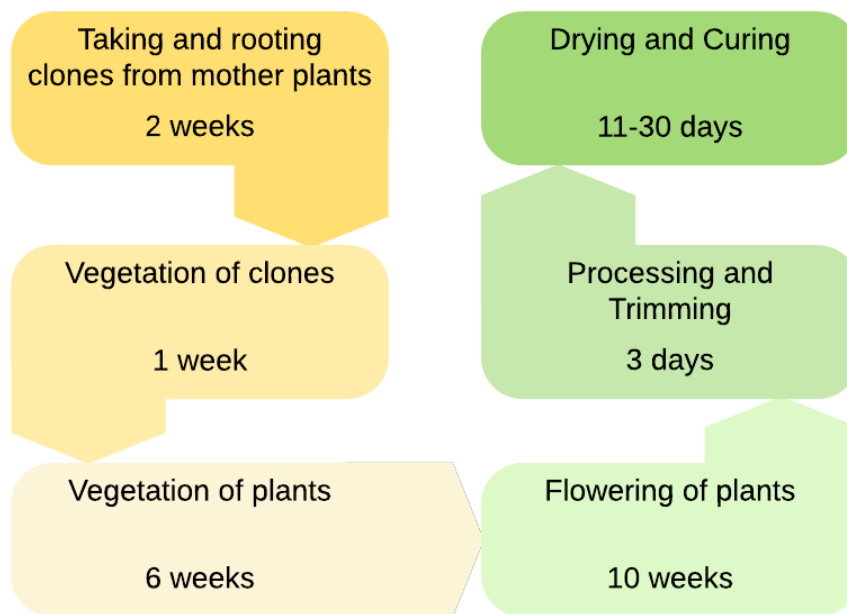 Taking and rooting
clones from mother plants
2 weeks
Vegetation of clones
1 week
Vegetation of plants
6 weeks
Flowering of plants
10 weeks
Processing and
Trimming
3 days
Drying and Curing
11-30 days